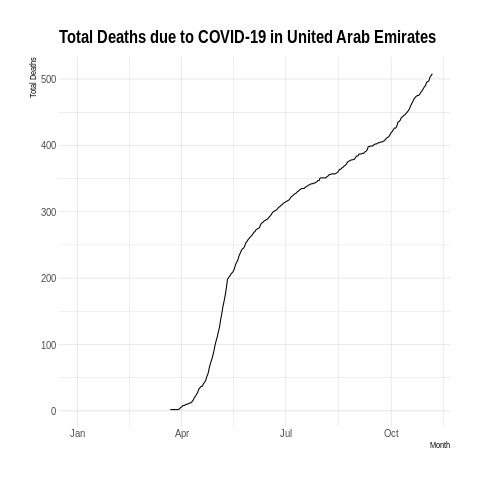 Total Deaths due to COVID-19 in United Arab Emirates
Total Deaths
500
400
300
200
100
0
Jan
Apr
Jul
Oct
Month